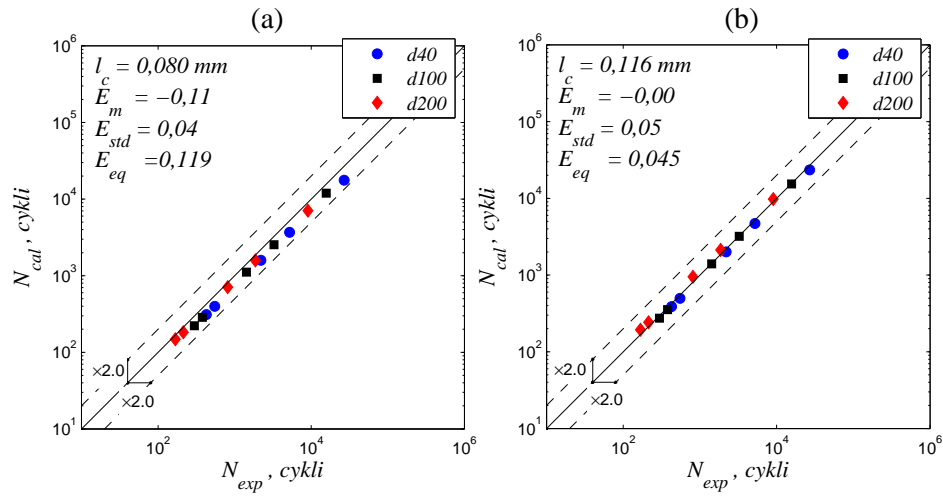 (a)
10^6
10^5
10^4
10^3
10^2
10^1
N_cal , cykli
l_c = 0,080 mm
E_m = −0,11
E_std = 0,04
E_eq =0,119
d40
d100
d200
×2.0
×2.0
10^2
10^4
10^6
N_exp , cykli
(b)
10^6
10^5
10^4
10^3
10^2
10^1
N_cal , cykli
l_c = 0,116 mm
E_m = −0,00
E_std = 0,05
E_eq = 0,045
d40
d100
d200
×2.0
×2.0
10^2
10^4
10^6
N_exp , cykli